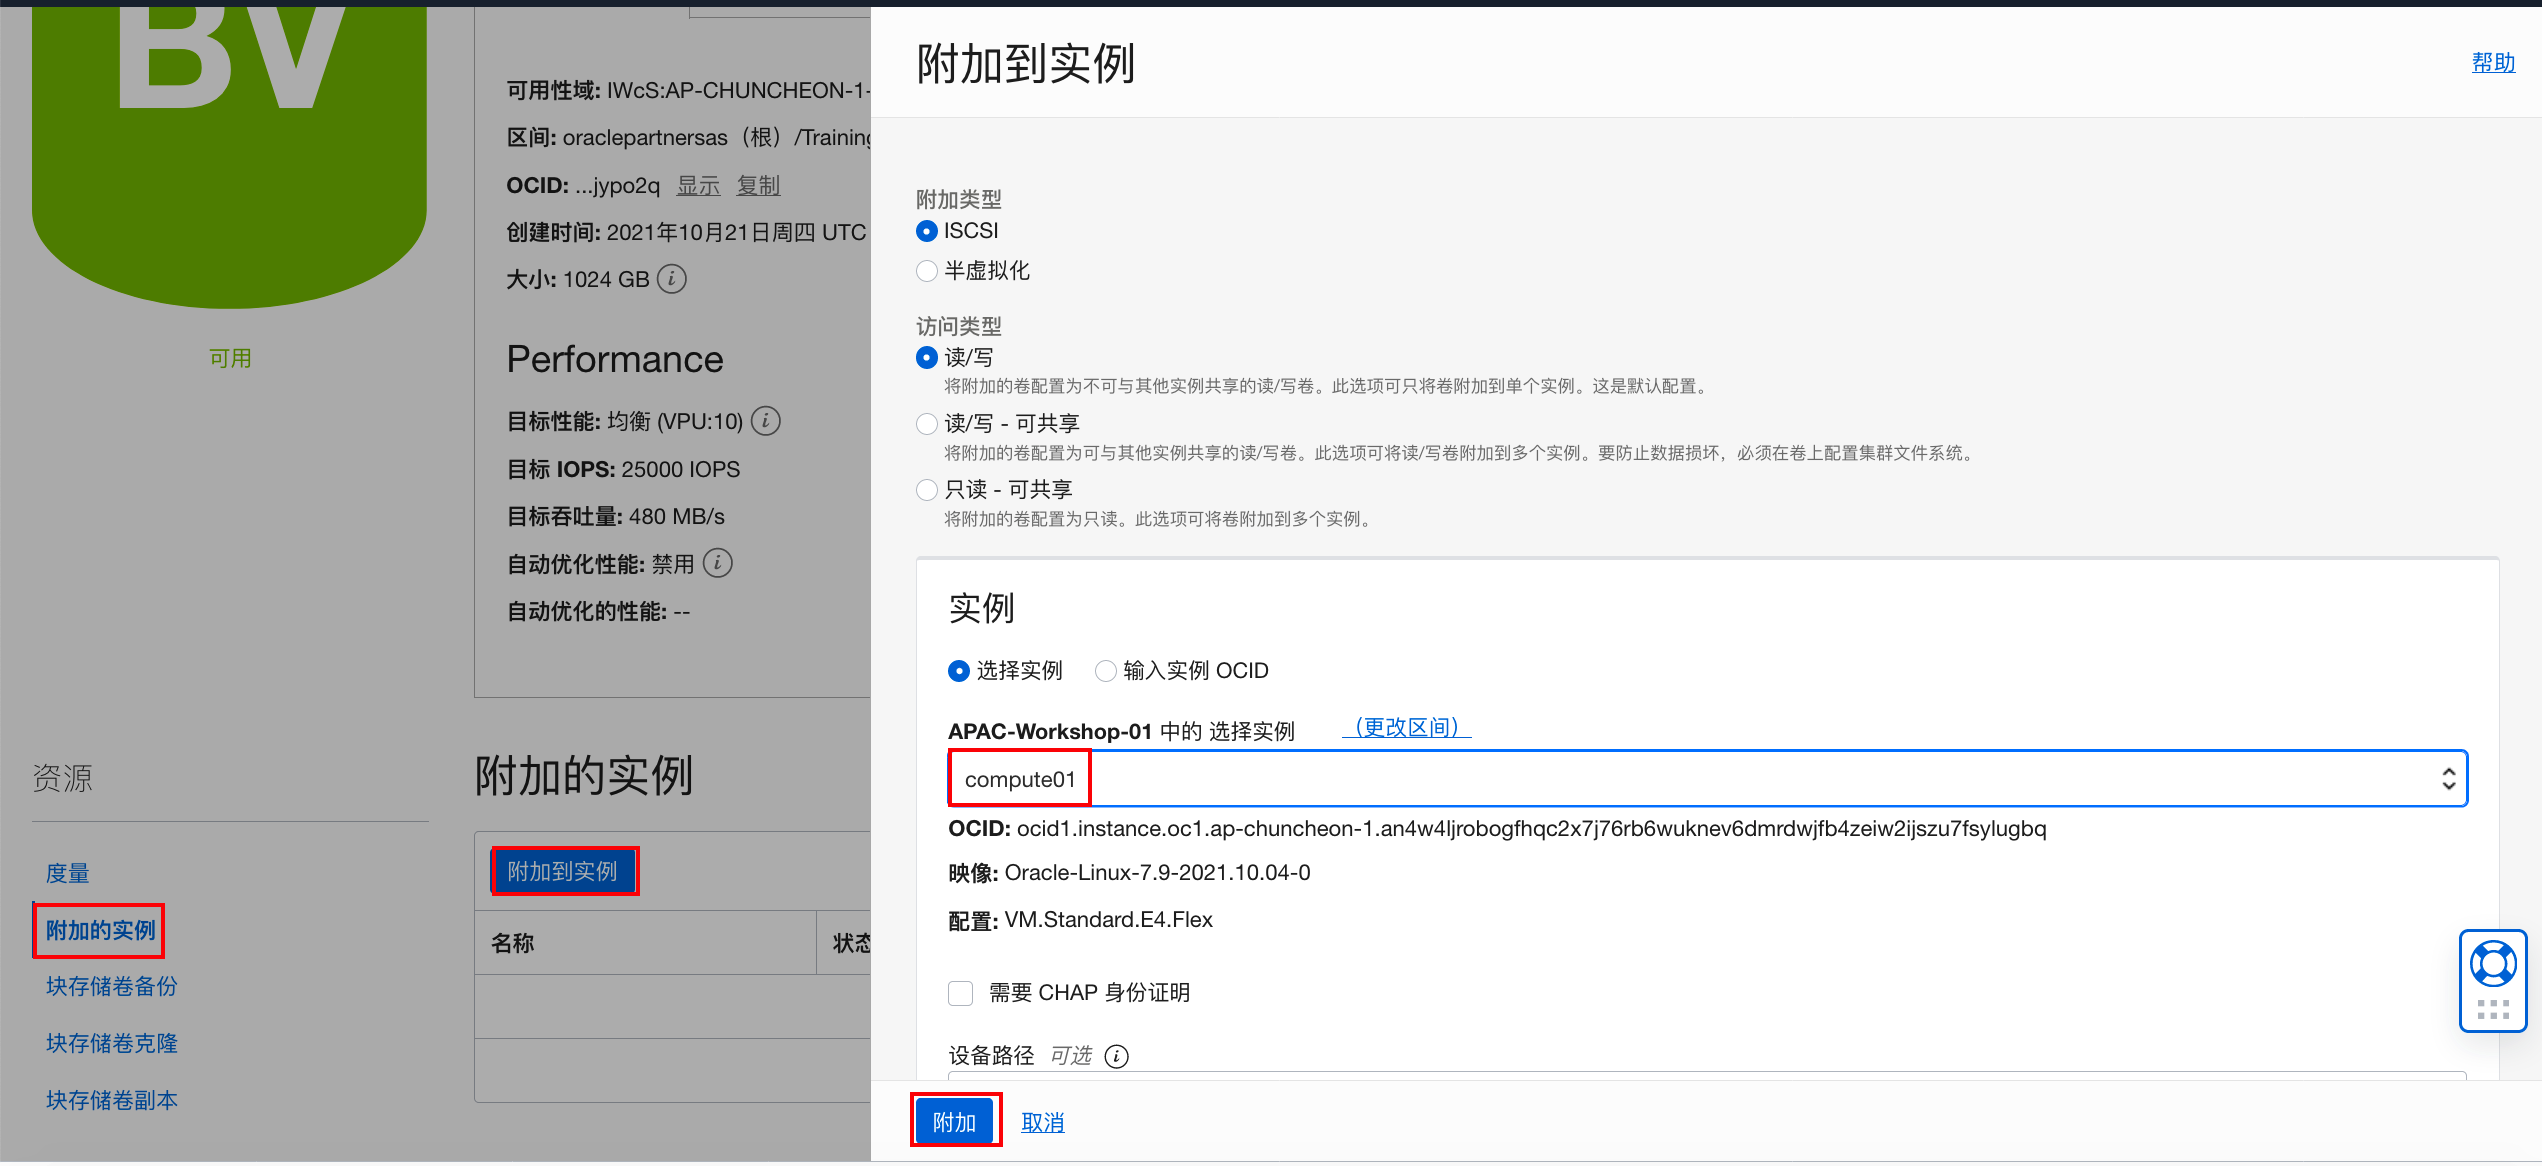 BV
可用
可用性域: IWcS:AP-CHUNCHEON-1-
区间: oraclepartnersas（根）/Training
OCID: ...jypo2q 显示 复制
创建时间: 2021年10月21日周四 UTC
大小: 1024 GB
Performance
目标性能: 均衡 (VPU:10)
目标 IOPS: 25000 IOPS
目标吞吐量: 480 MB/s
自动优化性能: 禁用
自动优化的性能: --
资源
度量
附加的实例
块存储卷备份
块存储卷克隆
块存储卷副本
附加的实例
附加到实例
名称 状态
附加到实例
帮助
附加类型
ISCSI
半虚拟化
访问类型
读/写
将附加的卷配置为不可与其他实例共享的读/写卷。此选项可只将卷附加到单个实例。这是默认配置。
读/写 - 可共享
将附加的卷配置为可与其他实例共享的读/写卷。此选项可将读/写卷附加到多个实例。要防止数据损坏，必须在卷上配置集群文件系统。
只读 - 可共享
将附加的卷配置为只读。此选项可将卷附加到多个实例。
实例
选择实例 输入实例 OCID
APAC-Workshop-01 中的 选择实例 （更改区间）
compute01
OCID: ocid1.instance.oc1.ap-chuncheon-1.an4w4ljrobogfhqc2x7j76rb6wuknev6dmrdwjfb4zeiw2ijszu7fsylugbq
映像: Oracle-Linux-7.9-2021.10.04-0
配置: VM.Standard.E4.Flex
需要 CHAP 身份证明
设备路径 可选
附加 取消